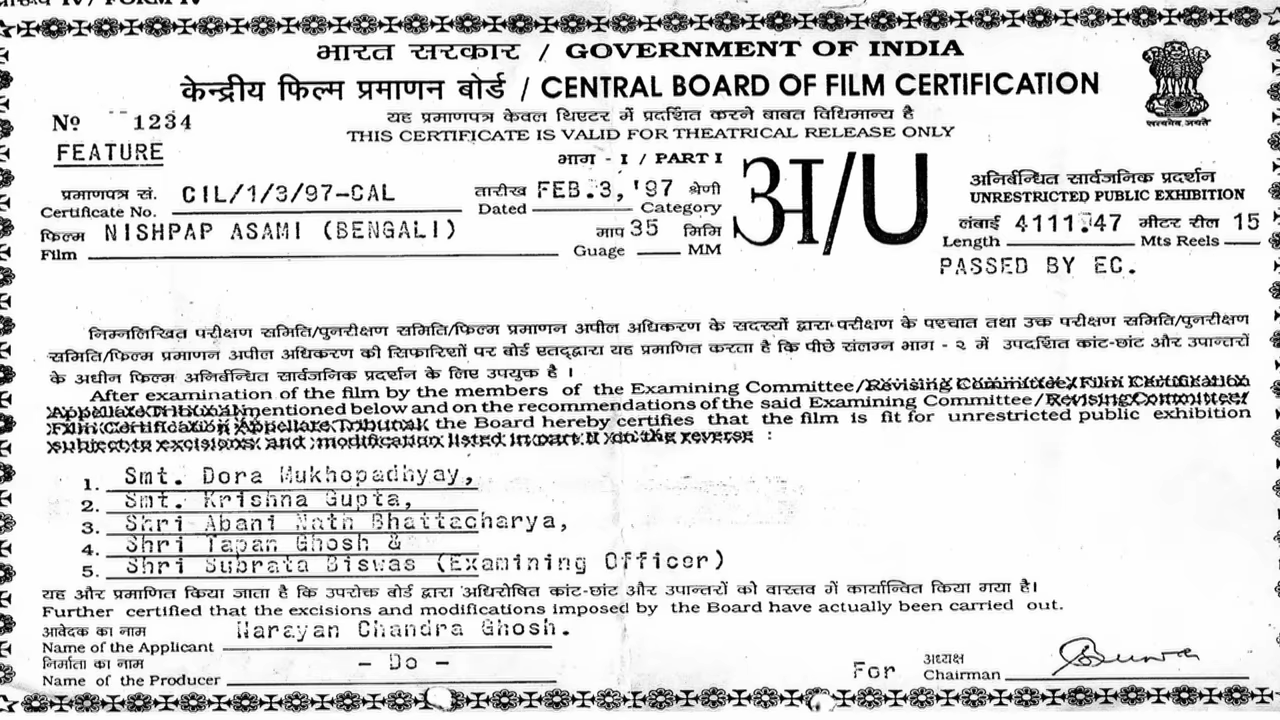 FORM IV
भारत सरकार / GOVERNMENT OF INDIA
केन्द्रीय फिल्म प्रमाणन बोर्ड / CENTRAL BOARD OF FILM CERTIFICATION
सत्यमेव जयते
Nº 1234
यह प्रमाणपत्र केवल थिएटर में प्रदर्शित करने बाबत विधिमान्य है
THIS CERTIFICATE IS VALID FOR THEATRICAL RELEASE ONLY
FEATURE
भाग - I / PART I
अ/U
अनिर्बन्धित सार्वजनिक प्रदर्शन
UNRESTRICTED PUBLIC EXHIBITION
प्रमाणपत्र सं. CIL/1/3/97-CAL तारीख FEB.3,'97 श्रेणी
Certificate No. Dated Category
लंबाई 4111.47 मीटर रील 15
Length Mts Reels
फिल्म NISHPAP ASAMI (BENGALI) माप 35 मिमि
Film Guage MM
PASSED BY EC.
निम्नलिखित परीक्षण समिति/पुनरीक्षण समिति/फिल्म प्रमाणन अपील अधिकरण के सदस्यों द्वारा परीक्षण के पश्चात तथा उक्त परीक्षण समिति/पुनरीक्षण
समिति/फिल्म प्रमाणन अपील अधिकरण की सिफारिशों पर बोर्ड एतद्द्वारा यह प्रमाणित करता है कि पीछे संलग्न भाग - २ में उपदर्शित कांट-छांट और उपान्तरों
के अधीन फिल्म अनिर्बन्धित सार्वजनिक प्रदर्शन के लिए उपयुक्त है ।
After examination of the film by the members of the Examining Committee/Revising Committee/Film Certification
Appellate Tribunal mentioned below and on the recommendations of the said Examining Committee/Revising Committee/
Film Certification Appellate Tribunal the Board hereby certifies that the film is fit for unrestricted public exhibition
subject to excisions and modification listed in part II on the reverse :
1. Smt. Dora Mukhopadhyay,
2. Smt. Krishna Gupta,
3. Shri Abani Nath Bhattacharya,
4. Shri Tapan Ghosh &
5. Shri Subrata Biswas (Examining Officer)
यह और प्रमाणित किया जाता है कि उपरोक्त बोर्ड द्वारा अधिरोपित कांट-छांट और उपान्तरों को वास्तव में कार्यान्वित किया गया है।
Further certified that the excisions and modifications imposed by the Board have actually been carried out.
आवेदक का नाम Narayan Chandra Ghosh.
Name of the Applicant
निर्माता का नाम - Do -
Name of the Producer
For अध्यक्ष
Chairman